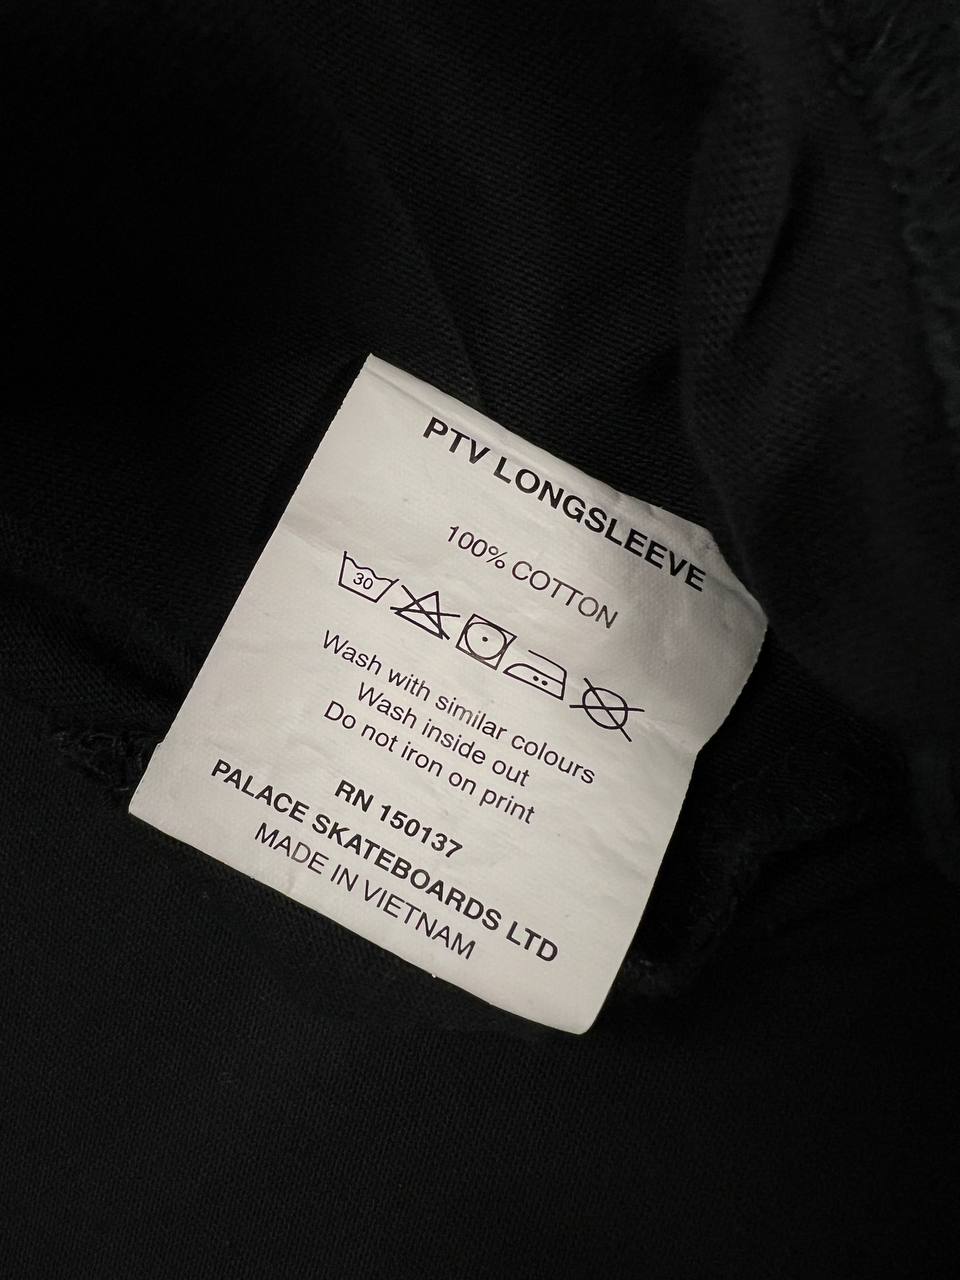 PTV LONGSLEEVE
100% COTTON
30
Wash with similar colours
Wash inside out
Do not iron on print
RN 150137
PALACE SKATEBOARDS LTD
MADE IN VIETNAM